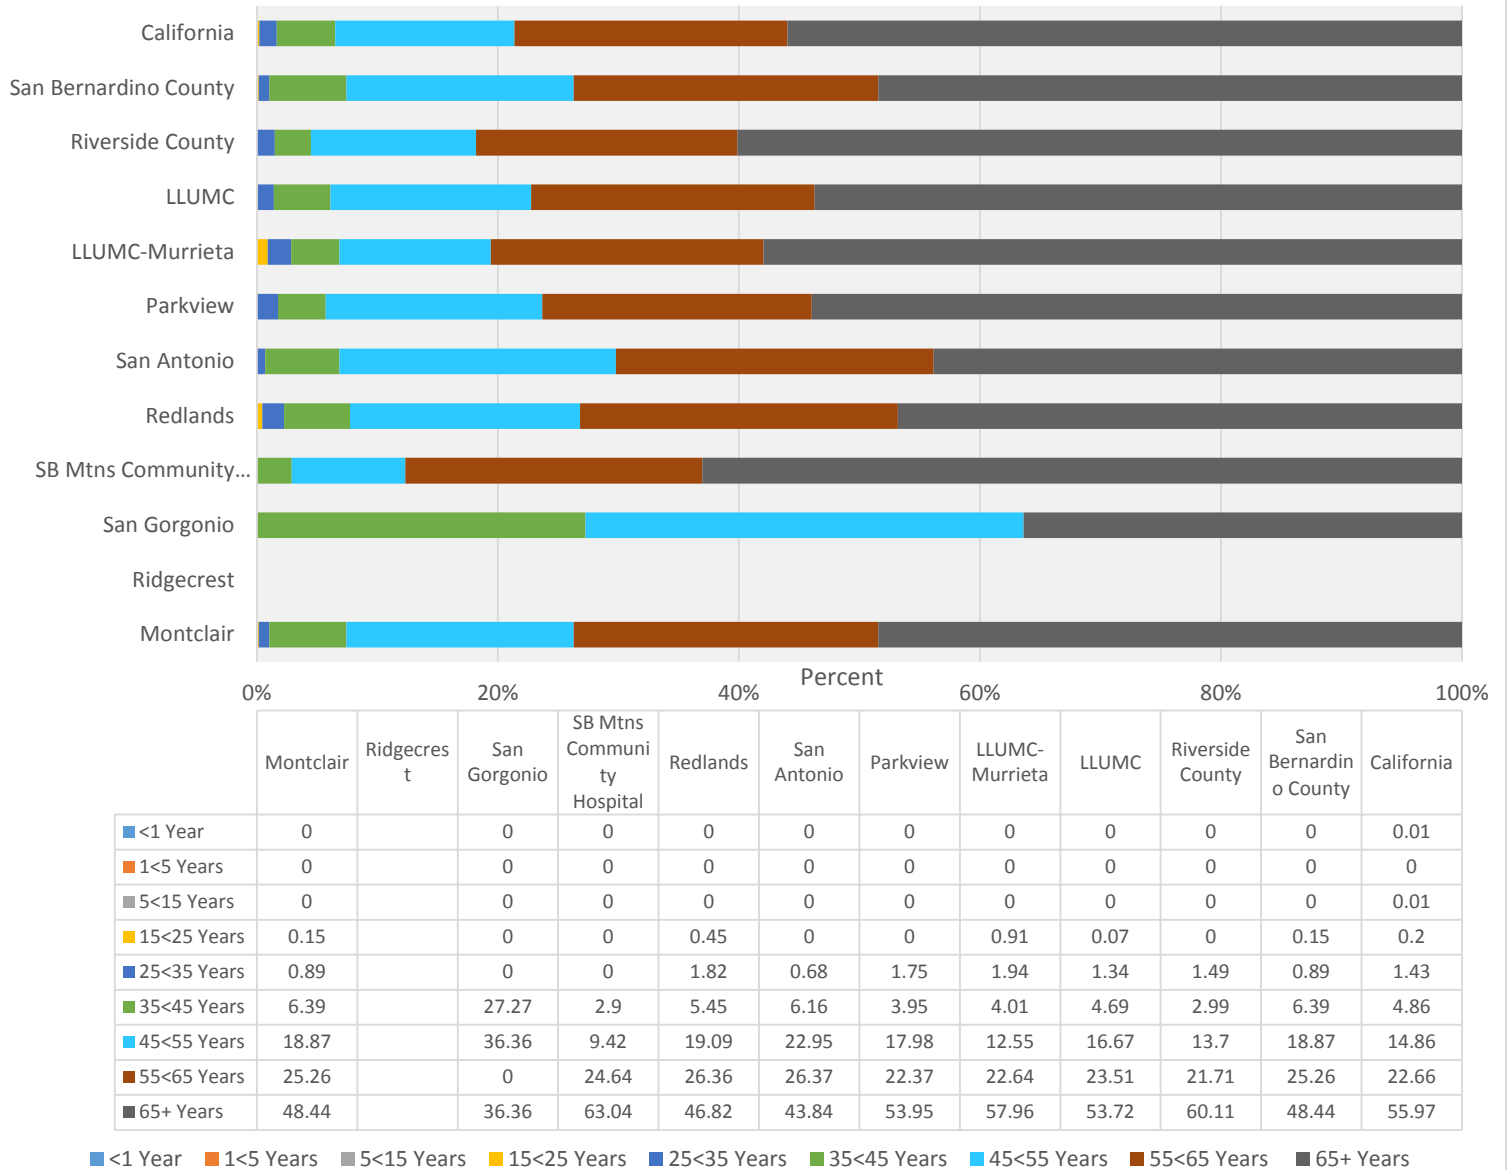 California
San Bernardino County
Riverside County
LLUMC
LLUMC-Murrieta
Parkview
San Antonio
Redlands
SB Mtns Community...
San Gorgonio
Ridgecrest
Montclair
0% 20% 40% 60% 80% 100%
Percent
Montclair Ridgecres
t San
Gorgonio SB Mtns
Communi
ty
Hospital Redlands San
Antonio Parkview LLUMC-
Murrieta LLUMC Riverside
County San
Bernardin
o County California
<1 Year 0 0 0 0 0 0 0 0 0 0 0.01
1<5 Years 0 0 0 0 0 0 0 0 0 0 0
5<15 Years 0 0 0 0 0 0 0 0 0 0 0.01
15<25 Years 0.15 0 0 0.45 0 0 0.91 0.07 0 0.15 0.2
25<35 Years 0.89 0 0 1.82 0.68 1.75 1.94 1.34 1.49 0.89 1.43
35<45 Years 6.39 27.27 2.9 5.45 6.16 3.95 4.01 4.69 2.99 6.39 4.86
45<55 Years 18.87 36.36 9.42 19.09 22.95 17.98 12.55 16.67 13.7 18.87 14.86
55<65 Years 25.26 0 24.64 26.36 26.37 22.37 22.64 23.51 21.71 25.26 22.66
65+ Years 48.44 36.36 63.04 46.82 43.84 53.95 57.96 53.72 60.11 48.44 55.97
<1 Year 1<5 Years 5<15 Years 15<25 Years 25<35 Years 35<45 Years 45<55 Years 55<65 Years 65+ Years